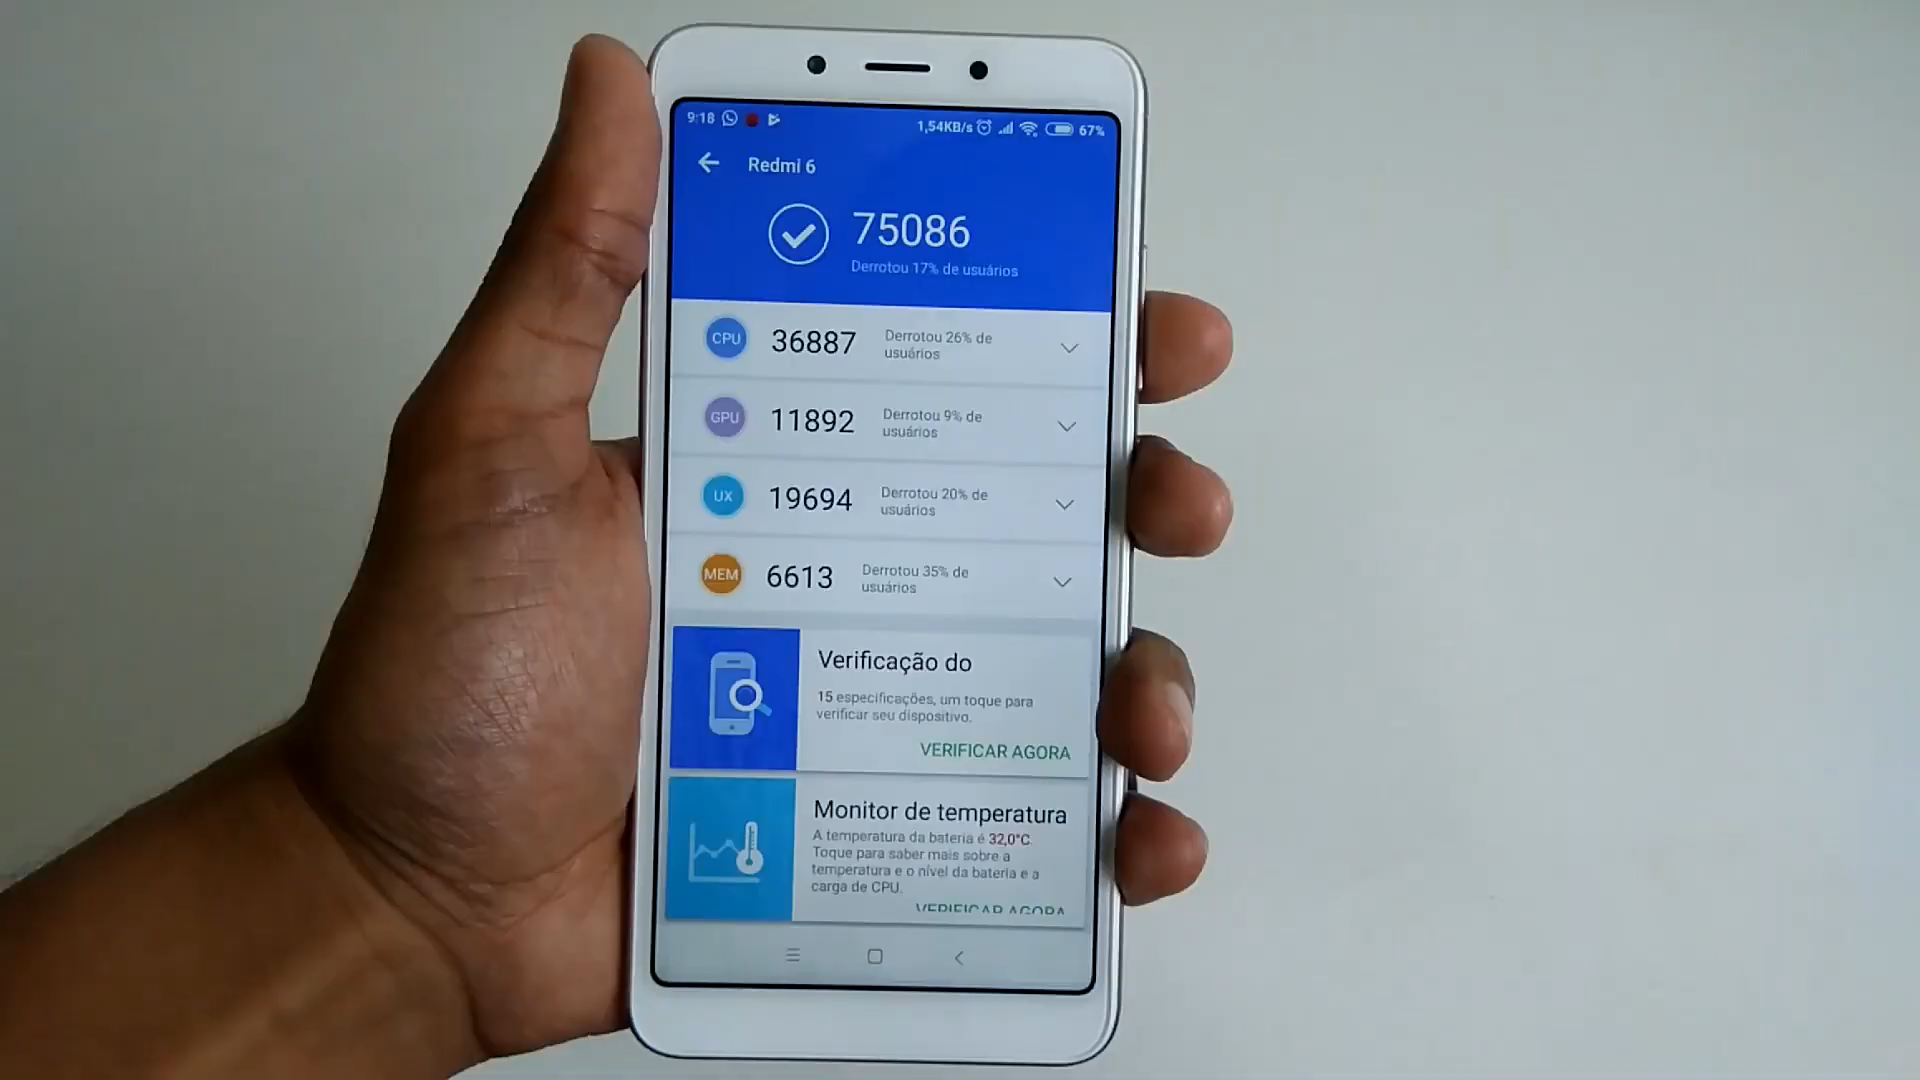 9:18 1,54KB/s 67%
Redmi 6
75086
Derrotou 17% de usuários
CPU 36887 Derrotou 26% de
usuários
GPU 11892 Derrotou 9% de
usuários
UX 19694 Derrotou 20% de
usuários
MEM 6613 Derrotou 35% de
usuários
Verificação do
15 especificações, um toque para
verificar seu dispositivo.
VERIFICAR AGORA
Monitor de temperatura
A temperatura da bateria é 32,0°C.
Toque para saber mais sobre a
temperatura e o nível da bateria e a
carga de CPU.
VERIFICAR AGORA